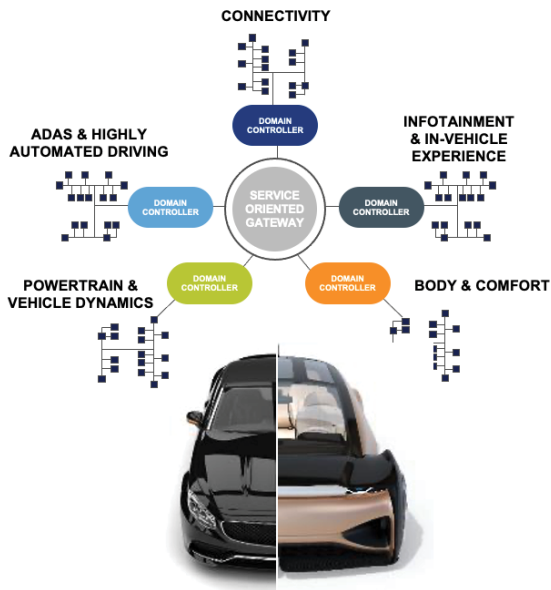 CONNECTIVITY
DOMAIN
CONTROLLER
ADAS & HIGHLY
AUTOMATED DRIVING
INFOTAINMENT
& IN-VEHICLE
EXPERIENCE
DOMAIN
CONTROLLER
SERVICE
ORIENTED
GATEWAY
DOMAIN
CONTROLLER
POWERTRAIN &
VEHICLE DYNAMICS
DOMAIN
CONTROLLER
DOMAIN
CONTROLLER
BODY & COMFORT